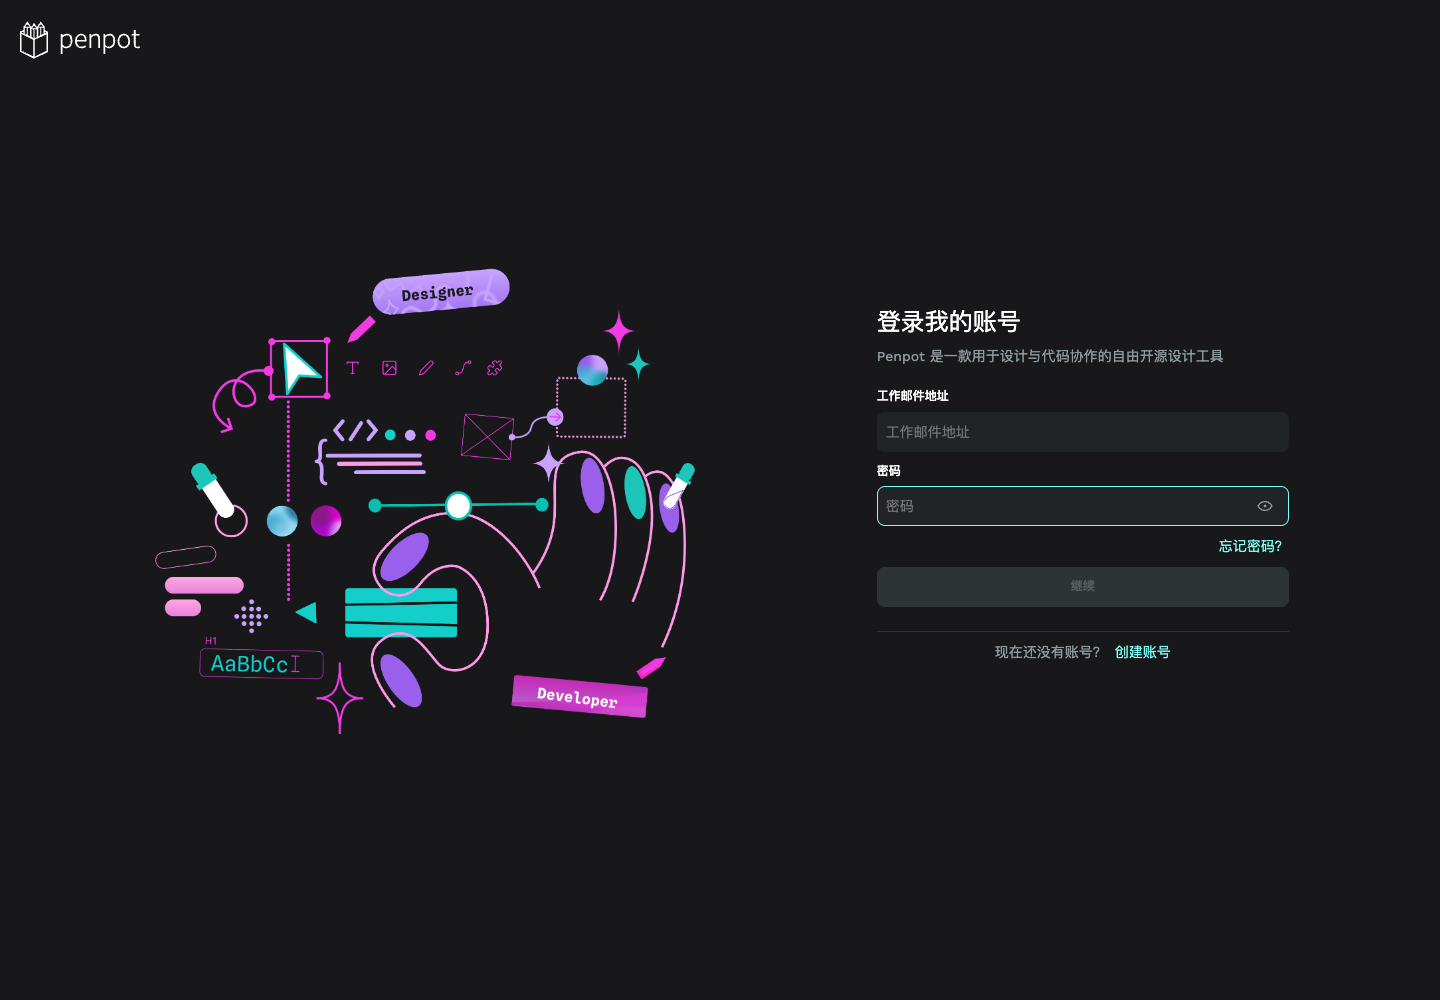 penpot
Designer
H1
AaBbCc
Developer
登录我的账号
Penpot 是一款用于设计与代码协作的自由开源设计工具
工作邮件地址
工作邮件地址
密码
密码
忘记密码?
继续
现在还没有账号? 创建账号